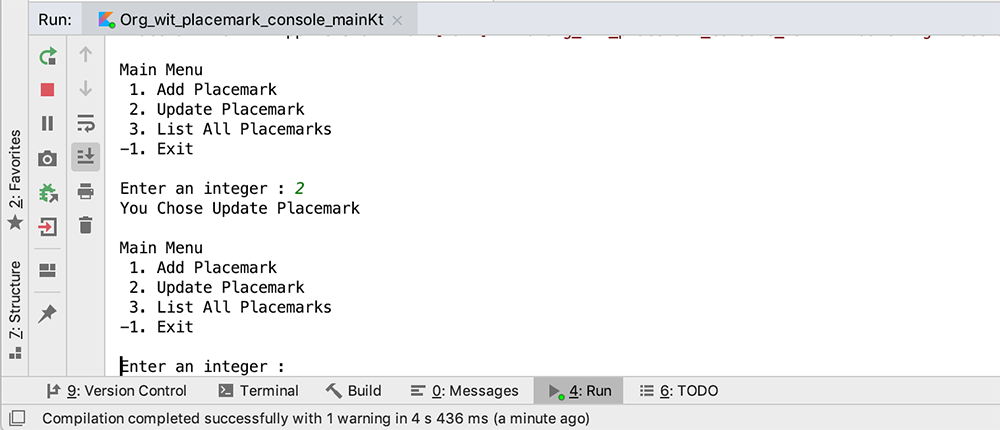 Run: Org_wit_placemark_console_mainKt
Main Menu
1. Add Placemark
2. Update Placemark
3. List All Placemarks
-1. Exit
Enter an integer : 2
You Chose Update Placemark
Main Menu
1. Add Placemark
2. Update Placemark
3. List All Placemarks
-1. Exit
Enter an integer :
2: Favorites
7: Structure
9: Version Control Terminal Build 0: Messages 4: Run 6: TODO
Compilation completed successfully with 1 warning in 4 s 436 ms (a minute ago)